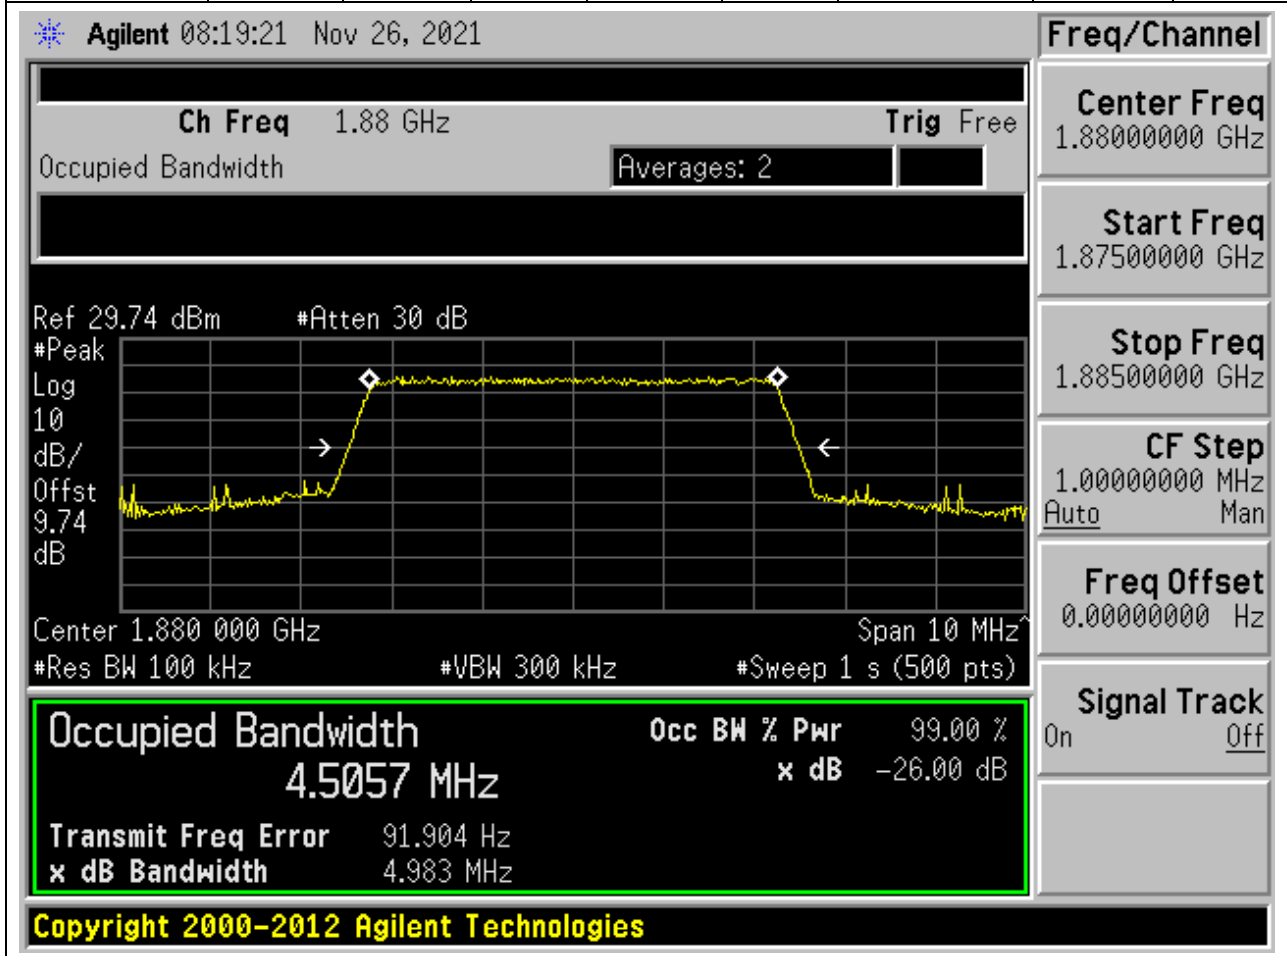 Agilent 08:19:21 Nov 26, 2021
Freq/Channel
Ch Freq 1.88 GHz
Trig Free
Occupied Bandwidth
Averages: 2
Center Freq
1.88000000 GHz
Start Freq
1.87500000 GHz
Stop Freq
1.88500000 GHz
CF Step
1.00000000 MHz
Auto Man
Freq Offset
0.00000000 Hz
Signal Track
On Off
Ref 29.74 dBm #Atten 30 dB
#Peak
Log
10
dB/
Offst
9.74
dB
Center 1.880 000 GHz Span 10 MHz^
#Res BW 100 kHz #VBW 300 kHz #Sweep 1 s (500 pts)
Occupied Bandwidth
4.5057 MHz
Occ BW % Pwr 99.00 %
x dB -26.00 dB
Transmit Freq Error 91.904 Hz
x dB Bandwidth 4.983 MHz
Copyright 2000-2012 Agilent Technologies